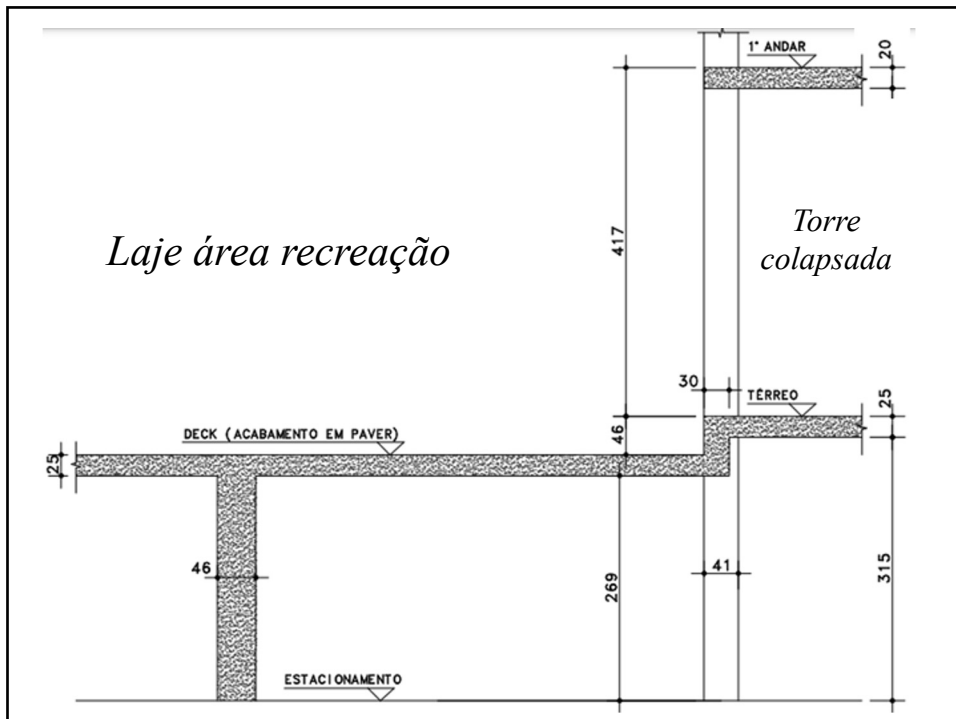 1° ANDAR
20
417
Laje área recreação
Torre
colapsada
30
TÉRREO
25
DECK (ACABAMENTO EM PAVER)
46
25
46
269
41
315
ESTACIONAMENTO